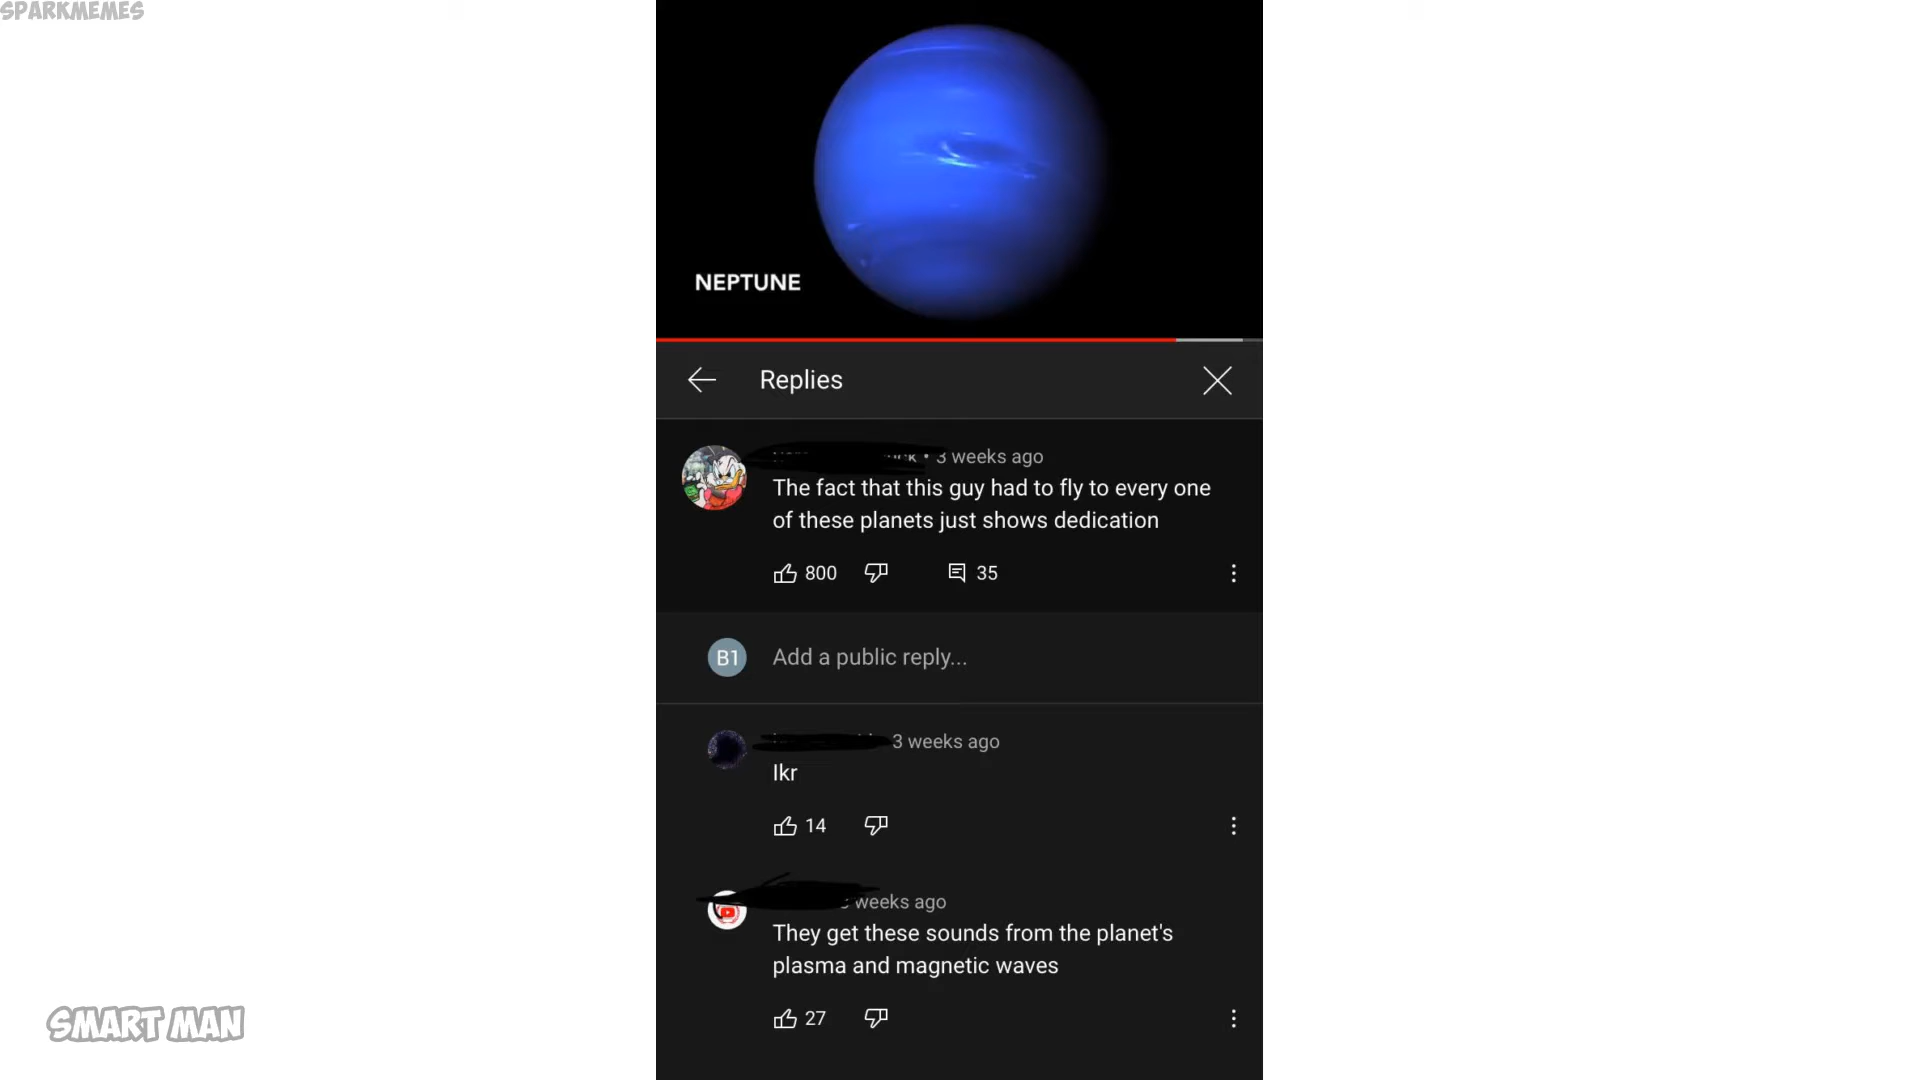 SPARKMEMES
NEPTUNE
Replies
• 3 weeks ago
The fact that this guy had to fly to every one
of these planets just shows dedication
800
35
B1
Add a public reply...
3 weeks ago
Ikr
14
weeks ago
They get these sounds from the planet's
plasma and magnetic waves
27
SMART MAN